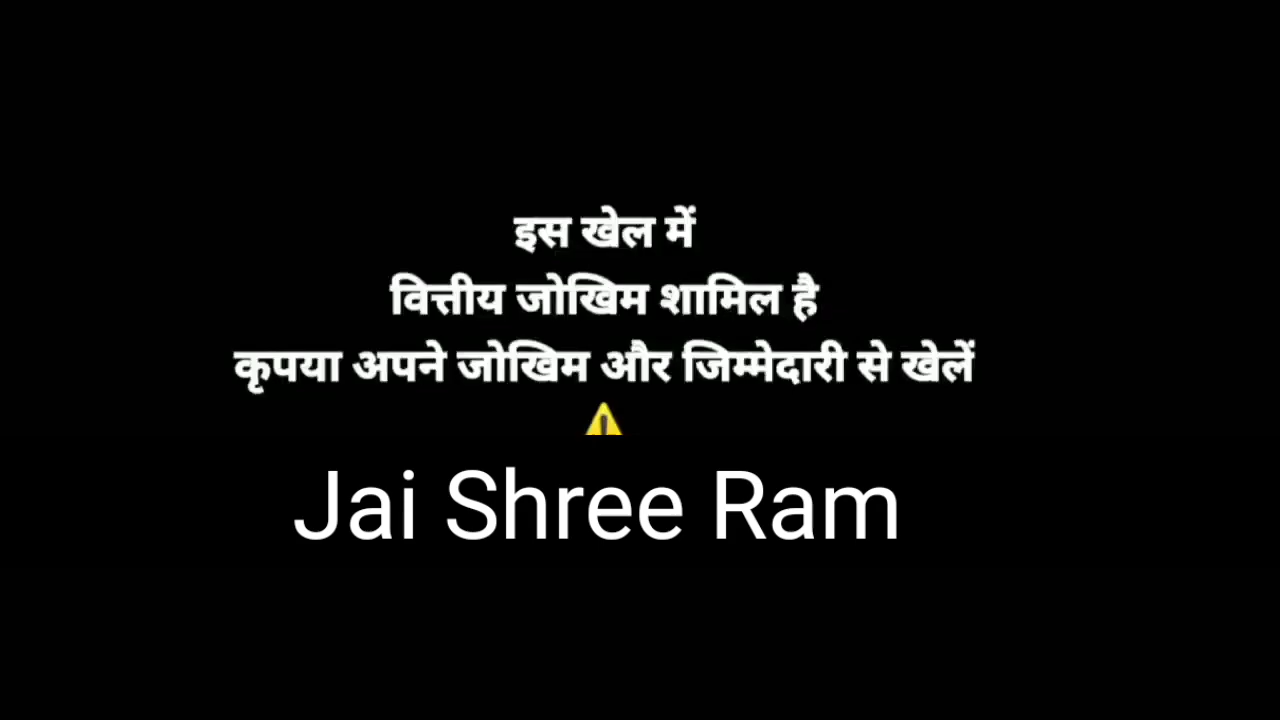 इस खेल में
वित्तीय जोखिम शामिल है
कृपया अपने जोखिम और जिम्मेदारी से खेलें
⚠️
Jai Shree Ram